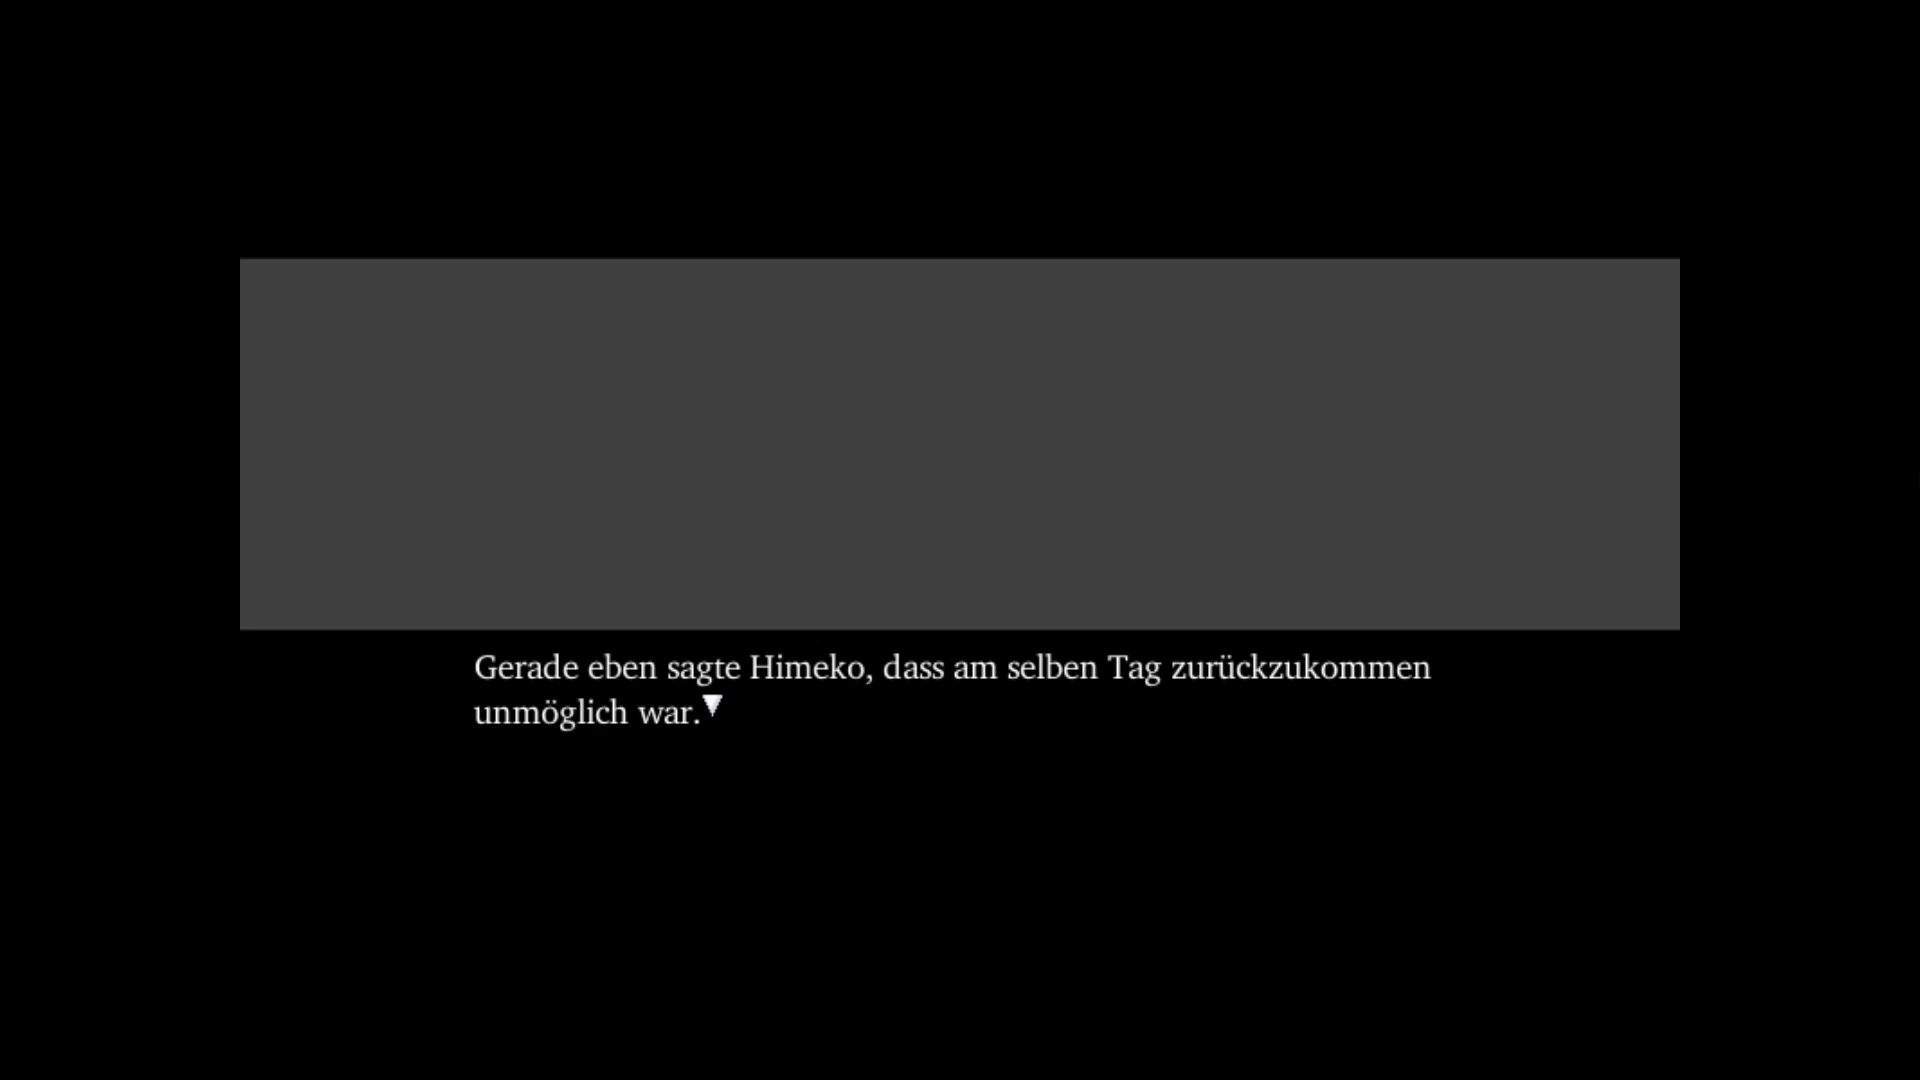 Gerade eben sagte Himeko, dass am selben Tag zurückzukommen
unmöglich war.